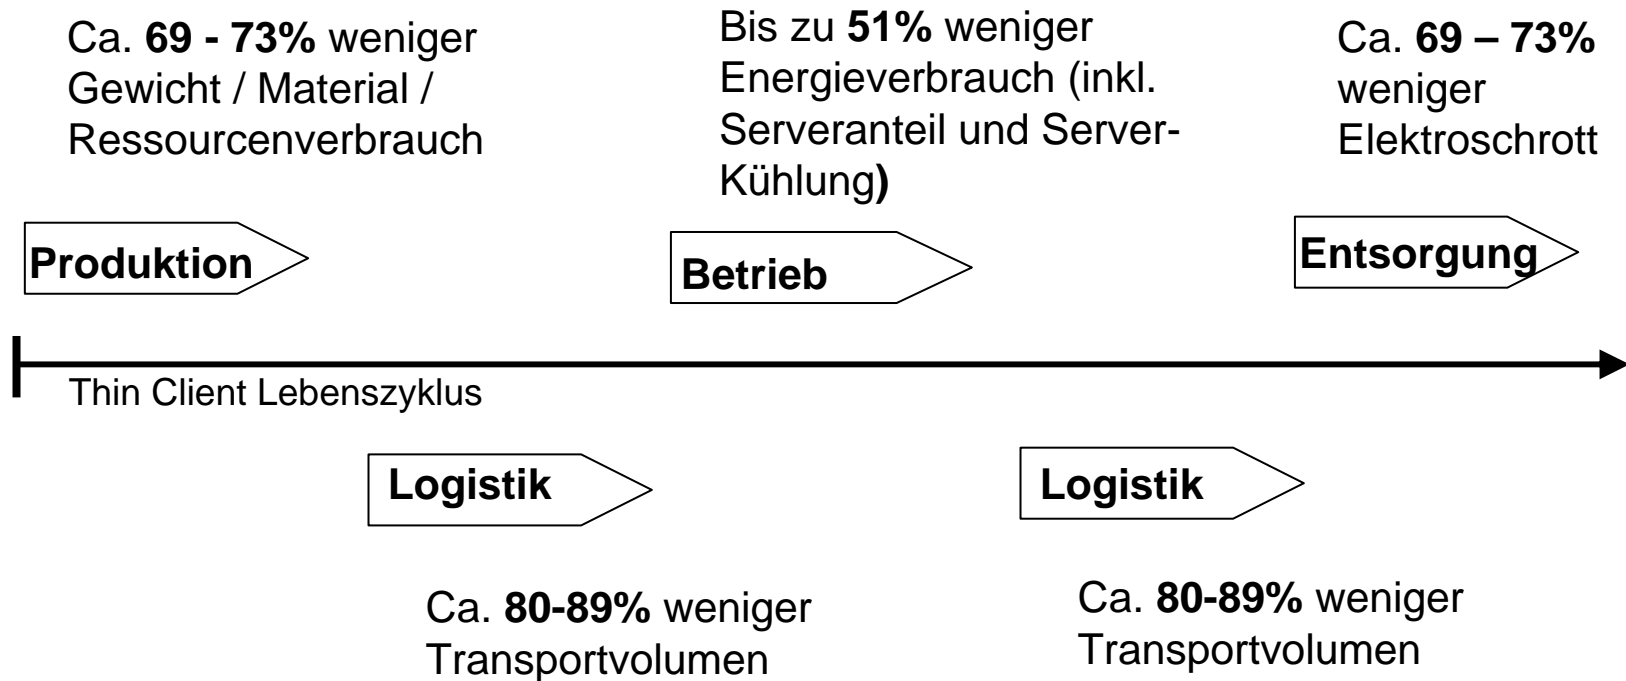 Ca. 69 - 73% weniger
Gewicht / Material /
Ressourcenverbrauch
Bis zu 51% weniger
Energieverbrauch (inkl.
Serveranteil und Server-
Kühlung)
Ca. 69 – 73%
weniger
Elektroschrott
Produktion
Betrieb
Entsorgung
Thin Client Lebenszyklus
Logistik
Logistik
Ca. 80-89% weniger
Transportvolumen
Ca. 80-89% weniger
Transportvolumen